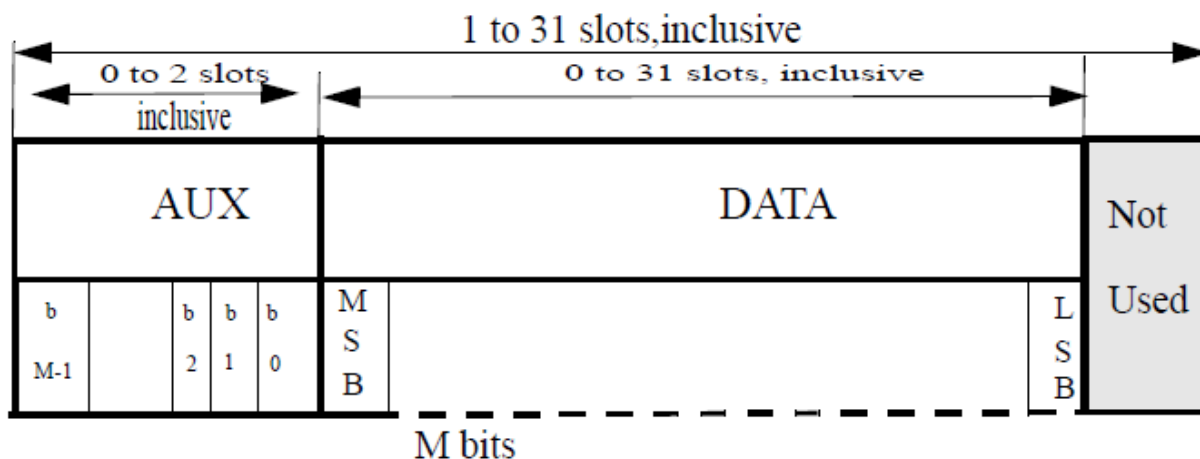 1 to 31 slots,inclusive
0 to 2 slots
inclusive
0 to 31 slots, inclusive
AUX
DATA
Not
Used
b
M-1
b
2
b
1
b
0
M
S
B
L
S
B
M bits